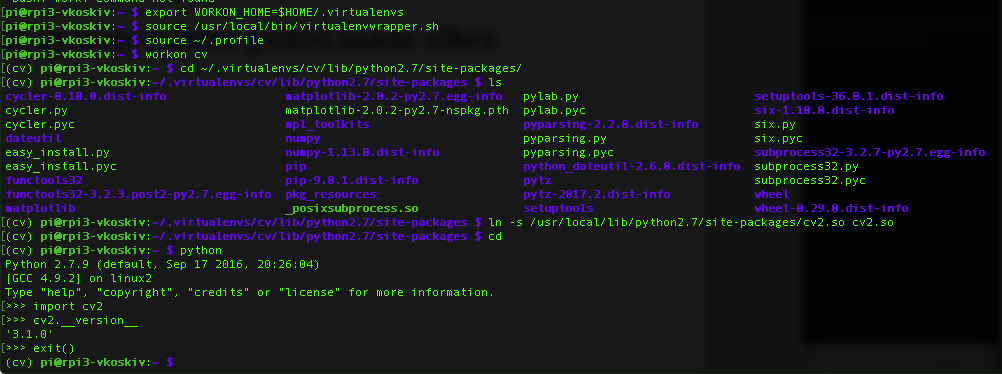 bash: work: command not found
[pi@rpi3-vkoskiv:~ $ export WORKON_HOME=$HOME/.virtualenvs
[pi@rpi3-vkoskiv:~ $ source /usr/local/bin/virtualenvwrapper.sh
[pi@rpi3-vkoskiv:~ $ source ~/.profile
[pi@rpi3-vkoskiv:~ $ workon cv
[(cv) pi@rpi3-vkoskiv:~ $ cd ~/.virtualenvs/cv/lib/python2.7/site-packages/
[(cv) pi@rpi3-vkoskiv:~/.virtualenvs/cv/lib/python2.7/site-packages $ ls
cycler-0.10.0.dist-info matplotlib-2.0.2-py2.7.egg-info pylab.py setuptools-36.0.1.dist-info
cycler.py matplotlib-2.0.2-py2.7-nspkg.pth pylab.pyc six-1.10.0.dist-info
cycler.pyc mpl_toolkits pyparsing-2.2.0.dist-info six.py
dateutil numpy pyparsing.py six.pyc
easy_install.py numpy-1.13.0.dist-info pyparsing.pyc subprocess32-3.2.7-py2.7.egg-info
easy_install.pyc pip python_dateutil-2.6.0.dist-info subprocess32.py
functools32 pip-9.0.1.dist-info pytz subprocess32.pyc
functools32-3.2.3.post2-py2.7.egg-info pkg_resources pytz-2017.2.dist-info wheel
matplotlib _posixsubprocess.so setuptools wheel-0.29.0.dist-info
[(cv) pi@rpi3-vkoskiv:~/.virtualenvs/cv/lib/python2.7/site-packages $ ln -s /usr/local/lib/python2.7/site-packages/cv2.so cv2.so
[(cv) pi@rpi3-vkoskiv:~/.virtualenvs/cv/lib/python2.7/site-packages $ cd
[(cv) pi@rpi3-vkoskiv:~ $ python
Python 2.7.9 (default, Sep 17 2016, 20:26:04)
[GCC 4.9.2] on linux2
Type "help", "copyright", "credits" or "license" for more information.
[>>> import cv2
[>>> cv2.__version__
'3.1.0'
[>>> exit()
(cv) pi@rpi3-vkoskiv:~ $